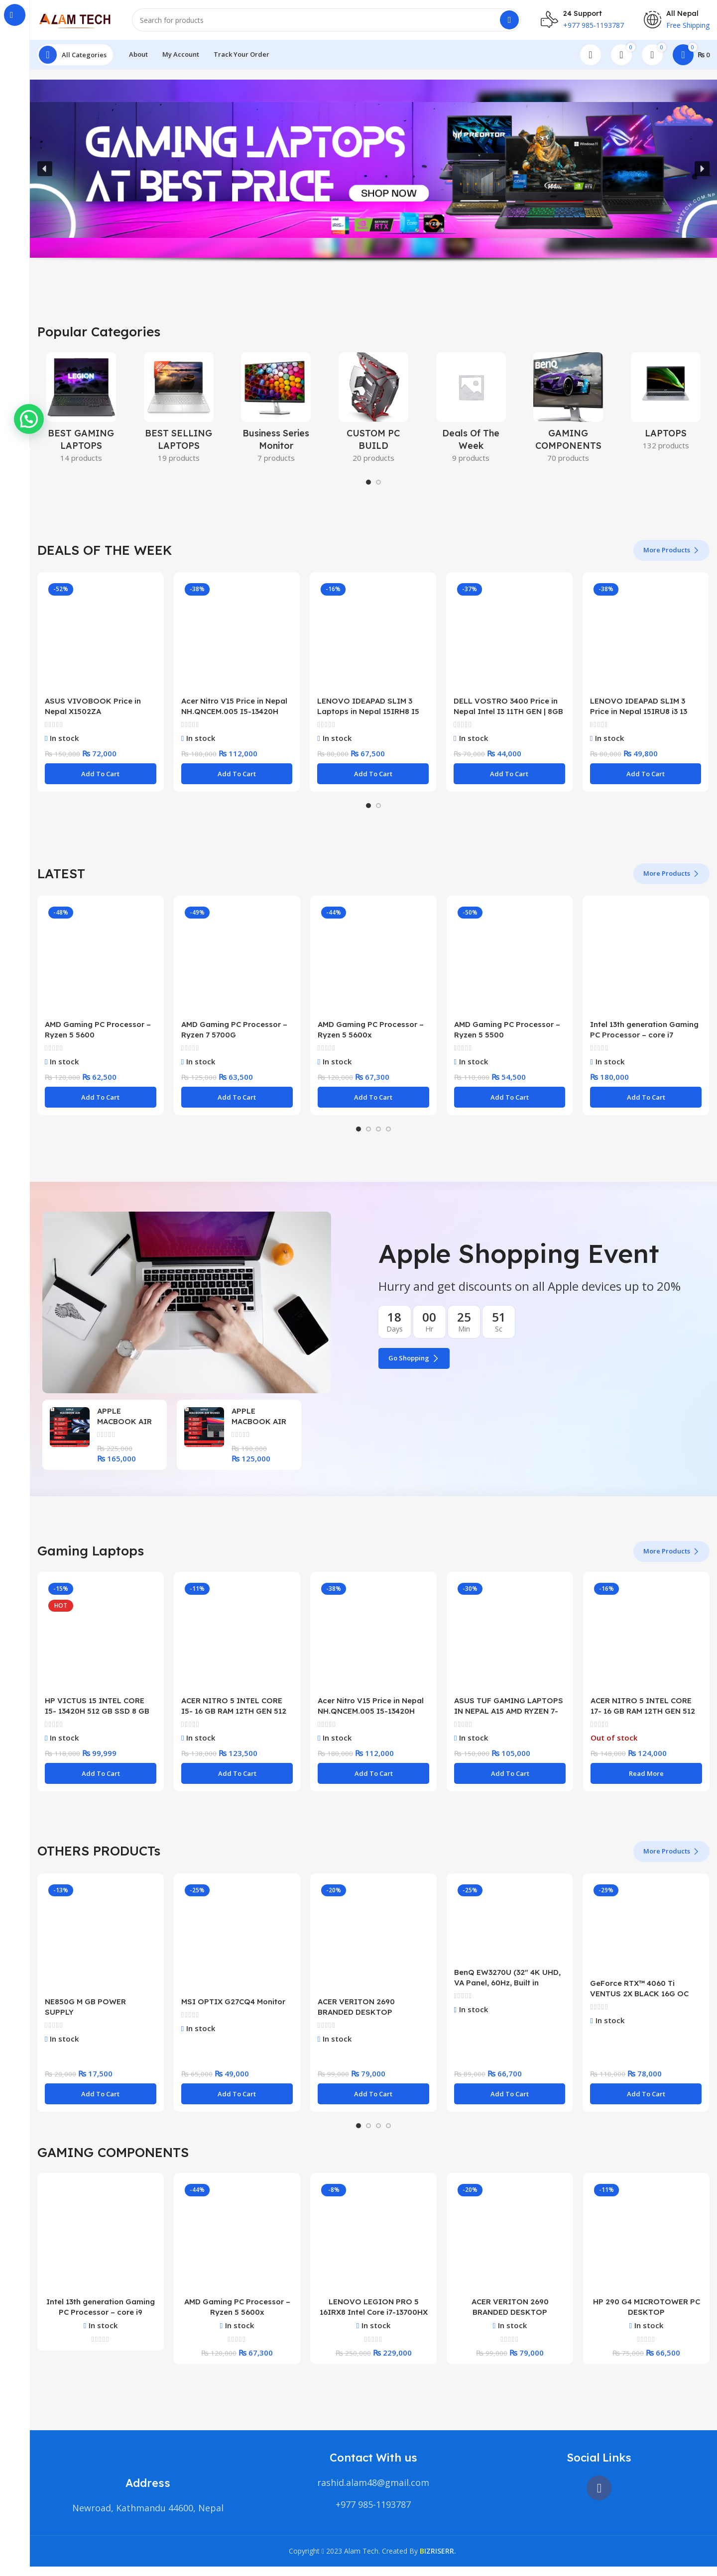 ALAM TECH
Search for products
24 Support
+977 985-1193787
All Nepal
Free Shipping
All Categories
About
My Account
Track Your Order
0
0
0
₨ 0
PREDATOR
GAMING LAPTOPS
AT BEST PRICE
SHOP NOW
RTX
ALAMTECH.COM.NP
Popular Categories
LEGION
BenQ
BEST GAMING LAPTOPS
14 products
BEST SELLING LAPTOPS
19 products
Business Series Monitor
7 products
CUSTOM PC BUILD
20 products
Deals Of The Week
9 products
GAMING COMPONENTS
70 products
LAPTOPS
132 products
DEALS OF THE WEEK
More Products
-52%
ASUS VIVOBOOK Price in
Nepal X1502ZA
In stock
₨ 150,000 ₨ 72,000
Add To Cart
-38%
Acer Nitro V15 Price in Nepal
NH.QNCEM.005 I5-13420H
In stock
₨ 180,000 ₨ 112,000
Add To Cart
-16%
LENOVO IDEAPAD SLIM 3
Laptops in Nepal 15IRH8 I5
In stock
₨ 80,000 ₨ 67,500
Add To Cart
-37%
DELL VOSTRO 3400 Price in
Nepal Intel I3 11TH GEN | 8GB
In stock
₨ 70,000 ₨ 44,000
Add To Cart
-38%
LENOVO IDEAPAD SLIM 3
Price in Nepal 15IRU8 i3 13
In stock
₨ 80,000 ₨ 49,800
Add To Cart
LATEST
More Products
-48%
AMD Gaming PC Processor –
Ryzen 5 5600
In stock
₨ 120,000 ₨ 62,500
Add To Cart
-49%
AMD Gaming PC Processor –
Ryzen 7 5700G
In stock
₨ 125,000 ₨ 63,500
Add To Cart
-44%
AMD Gaming PC Processor –
Ryzen 5 5600x
In stock
₨ 120,000 ₨ 67,300
Add To Cart
-50%
AMD Gaming PC Processor –
Ryzen 5 5500
In stock
₨ 110,000 ₨ 54,500
Add To Cart
Intel 13th generation Gaming
PC Processor – core i7
In stock
₨ 180,000
Add To Cart
Apple Shopping Event
Hurry and get discounts on all Apple devices up to 20%
18
Days
00
Hr
25
Min
51
Sc
Go Shopping
APPLE
MACBOOK AIR
₨ 225,000
₨ 165,000
APPLE
MACBOOK AIR
₨ 190,000
₨ 125,000
Gaming Laptops
More Products
-15%
HOT
HP VICTUS 15 INTEL CORE
I5- 13420H 512 GB SSD 8 GB
In stock
₨ 118,000 ₨ 99,999
Add To Cart
-11%
ACER NITRO 5 INTEL CORE
I5- 16 GB RAM 12TH GEN 512
In stock
₨ 138,000 ₨ 123,500
Add To Cart
-38%
Acer Nitro V15 Price in Nepal
NH.QNCEM.005 I5-13420H
In stock
₨ 180,000 ₨ 112,000
Add To Cart
-30%
ASUS TUF GAMING LAPTOPS
IN NEPAL A15 AMD RYZEN 7-
In stock
₨ 150,000 ₨ 105,000
Add To Cart
-16%
ACER NITRO 5 INTEL CORE
17- 16 GB RAM 12TH GEN 512
Out of stock
₨ 148,000 ₨ 124,000
Read More
OTHERS PRODUCTs
More Products
-13%
NE850G M GB POWER
SUPPLY
In stock
₨ 20,000 ₨ 17,500
Add To Cart
-25%
MSI OPTIX G27CQ4 Monitor
In stock
₨ 65,000 ₨ 49,000
Add To Cart
-20%
ACER VERITON 2690
BRANDED DESKTOP
In stock
₨ 99,000 ₨ 79,000
Add To Cart
-25%
BenQ EW3270U (32" 4K UHD,
VA Panel, 60Hz, Built in
In stock
₨ 89,000 ₨ 66,700
Add To Cart
-29%
GeForce RTX™ 4060 Ti
VENTUS 2X BLACK 16G OC
In stock
₨ 110,000 ₨ 78,000
Add To Cart
GAMING COMPONENTS
Intel 13th generation Gaming
PC Processor – core i9
In stock
-44%
AMD Gaming PC Processor –
Ryzen 5 5600x
In stock
₨ 120,000 ₨ 67,300
-8%
LENOVO LEGION PRO 5
16IRX8 Intel Core i7-13700HX
In stock
₨ 250,000 ₨ 229,000
-20%
ACER VERITON 2690
BRANDED DESKTOP
In stock
₨ 99,000 ₨ 79,000
-11%
HP 290 G4 MICROTOWER PC
DESKTOP
In stock
₨ 75,000 ₨ 66,500
Address
Newroad, Kathmandu 44600, Nepal
Contact With us
rashid.alam48@gmail.com
+977 985-1193787
Social Links
Copyright 2023 Alam Tech. Created By BIZRISERR.